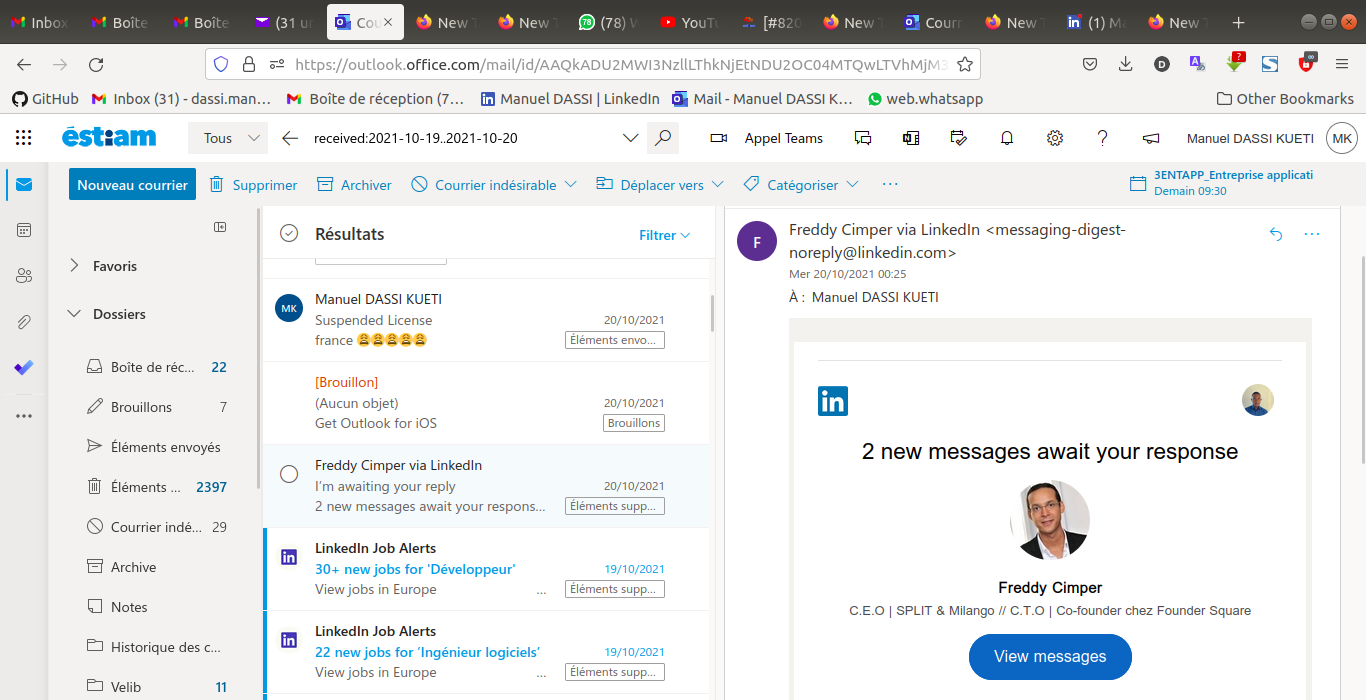 Inbox
Boîte
Boîte
(31 un
Cou
New T
New T
(78) W
YouTu
[#820
New T
Courr
New T
(1) Ma
New T
https://outlook.office.com/mail/id/AAQkADU2MWI3NzllLThkNjEtNDU2OC04MTQwLTVhMjM3
GitHub
Inbox (31) - dassi.man…
Boîte de réception (7…
Manuel DASSI | LinkedIn
Mail - Manuel DASSI K…
web.whatsapp
Other Bookmarks
éstiam
Tous
received:2021-10-19..2021-10-20
Appel Teams
Manuel DASSI KUETI
MK
Nouveau courrier
Supprimer
Archiver
Courrier indésirable
Déplacer vers
Catégoriser
3ENTAPP_Entreprise applicati
Demain 09:30
Favoris
Dossiers
Boîte de réc… 22
Brouillons 7
Éléments envoyés
Éléments … 2397
Courrier indé… 29
Archive
Notes
Historique des c…
Velib 11
Résultats
Filtrer
MK
Manuel DASSI KUETI
Suspended License 20/10/2021
france 😩😩😩😩😩 Éléments envo…
[Brouillon]
(Aucun objet) 20/10/2021
Get Outlook for iOS Brouillons
Freddy Cimper via LinkedIn
I’m awaiting your reply 20/10/2021
2 new messages await your respons… Éléments supp…
LinkedIn Job Alerts
30+ new jobs for 'Développeur' 19/10/2021
View jobs in Europe … Éléments supp…
LinkedIn Job Alerts
22 new jobs for 'Ingénieur logiciels' 19/10/2021
View jobs in Europe … Éléments supp…
F
Freddy Cimper via LinkedIn <messaging-digest-
noreply@linkedin.com>
Mer 20/10/2021 00:25
À : Manuel DASSI KUETI
in
2 new messages await your response
Freddy Cimper
C.E.O | SPLIT & Milango // C.T.O | Co-founder chez Founder Square
View messages